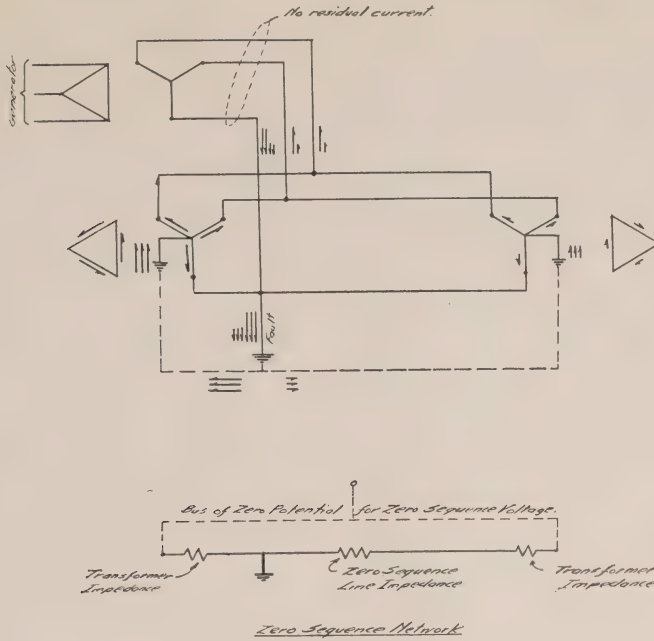 No residual current.
Generator
Fault
Bus of Zero Potential for Zero Sequence Voltage.
Transformer
Impedance
Zero Sequence
Line Impedance
Transformer
Impedance
Zero Sequence Network